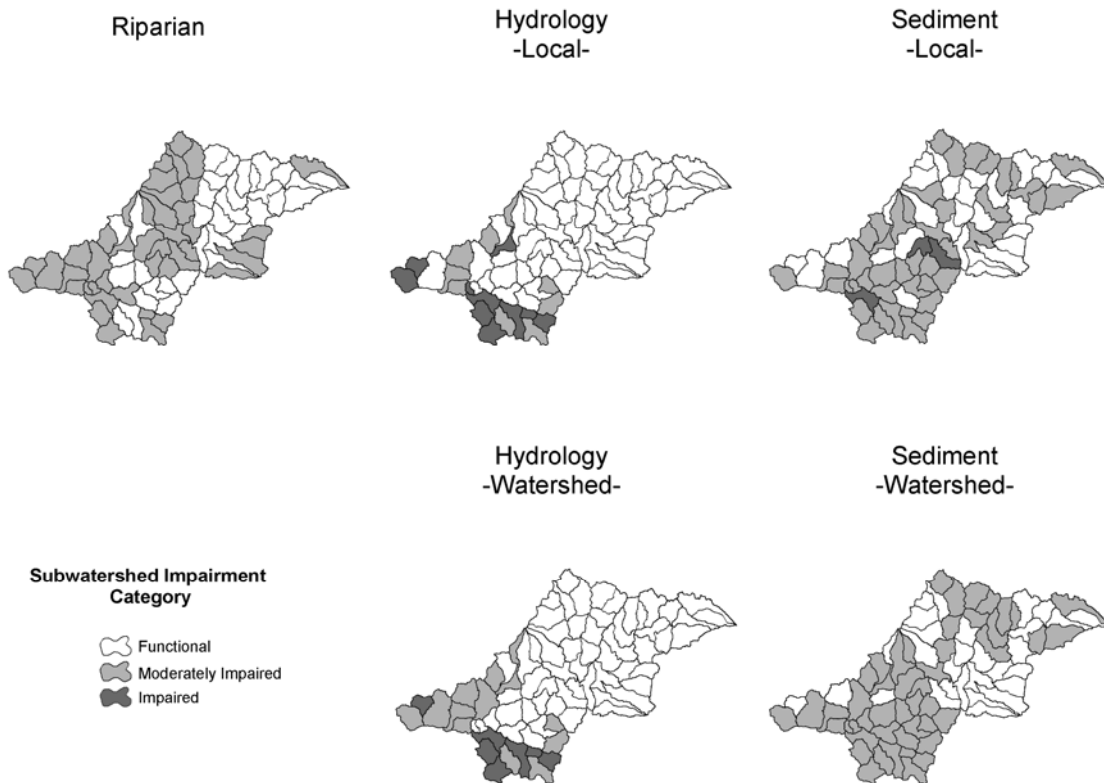 Riparian
Hydrology
-Local-
Sediment
-Local-
Hydrology
-Watershed-
Sediment
-Watershed-
Subwatershed Impairment
Category
Functional
Moderately Impaired
Impaired